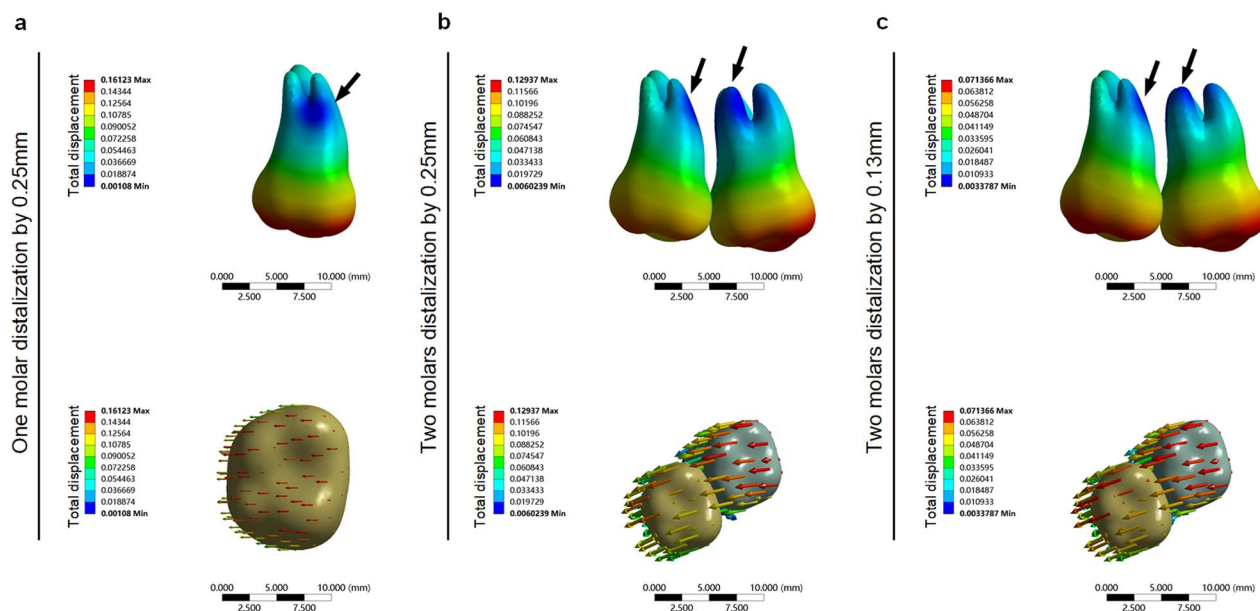 a
One molar distalization by 0.25mm
Total displacement
0.16123 Max
0.14344
0.12564
0.10785
0.090052
0.072258
0.054463
0.036669
0.018874
0.00108 Min
0.000 5.000 10.000 (mm)
2.500 7.500
Total displacement
0.16123 Max
0.14344
0.12564
0.10785
0.090052
0.072258
0.054463
0.036669
0.018874
0.00108 Min
0.000 5.000 10.000 (mm)
2.500 7.500
b
Two molars distalization by 0.25mm
Total displacement
0.12937 Max
0.11566
0.10196
0.088252
0.074547
0.060843
0.047138
0.033433
0.019729
0.0060239 Min
0.000 5.000 10.000 (mm)
2.500 7.500
Total displacement
0.12937 Max
0.11566
0.10196
0.088252
0.074547
0.060843
0.047138
0.033433
0.019729
0.0060239 Min
0.000 5.000 10.000 (mm)
2.500 7.500
c
Two molars distalization by 0.13mm
Total displacement
0.071366 Max
0.063812
0.056258
0.048704
0.041149
0.033595
0.026041
0.018487
0.010933
0.0033787 Min
0.000 5.000 10.000 (mm)
2.500 7.500
Total displacement
0.071366 Max
0.063812
0.056258
0.048704
0.041149
0.033595
0.026041
0.018487
0.010933
0.0033787 Min
0.000 5.000 10.000 (mm)
2.500 7.500